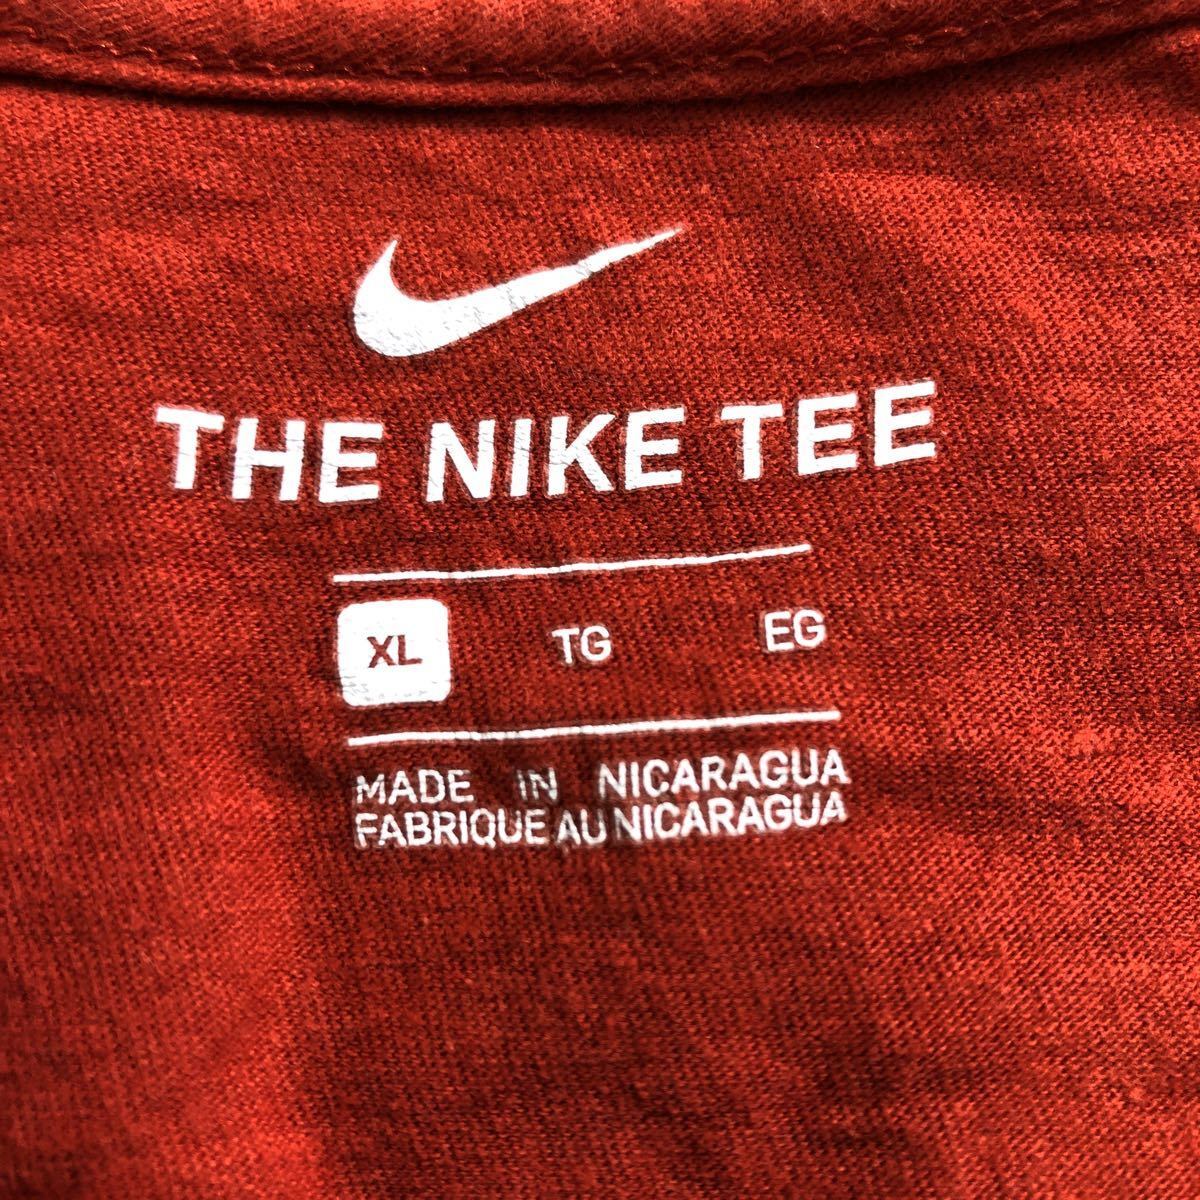 THE NIKE TEE
XL TG EG
MADE IN NICARAGUA
FABRIQUE AU NICARAGUA